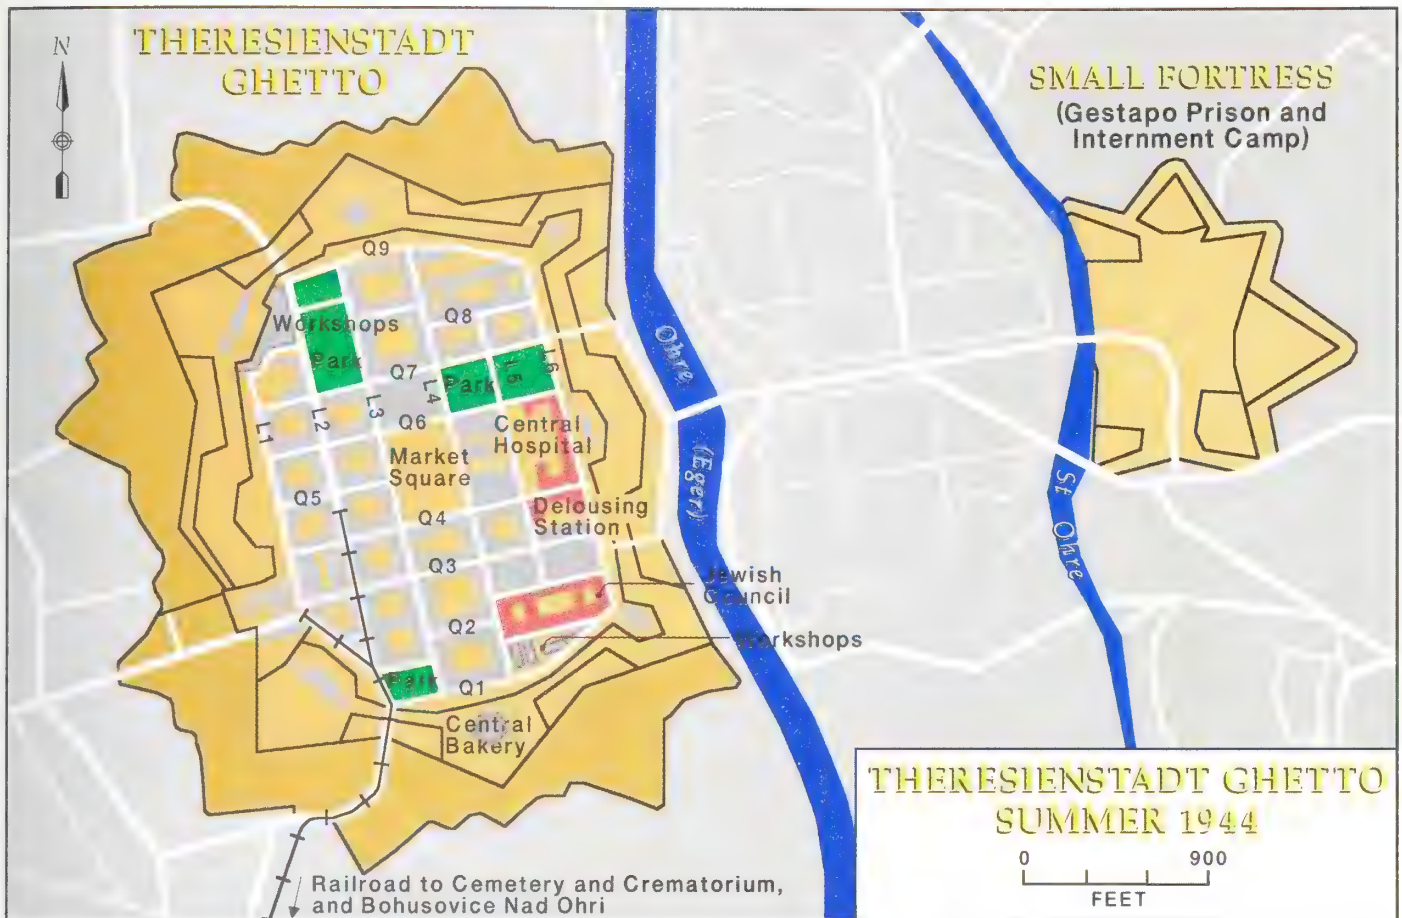 N
THERESIENSTADT
GHETTO
SMALL FORTRESS
(Gestapo Prison and
Internment Camp)
Q9
Workshops
Park
Q8
Q7
L1
L2
L3
L4
Park
L5
L6
Q6
Central
Hospital
Market
Square
Q5
Q4
Delousing
Station
Q3
Jewish
Council
Q2
Workshops
Park
Q1
Central
Bakery
Ohre
(Eger)
St Ohre
Railroad to Cemetery and Crematorium,
and Bohusovice Nad Ohri
THERESIENSTADT GHETTO
SUMMER 1944
0 900
FEET